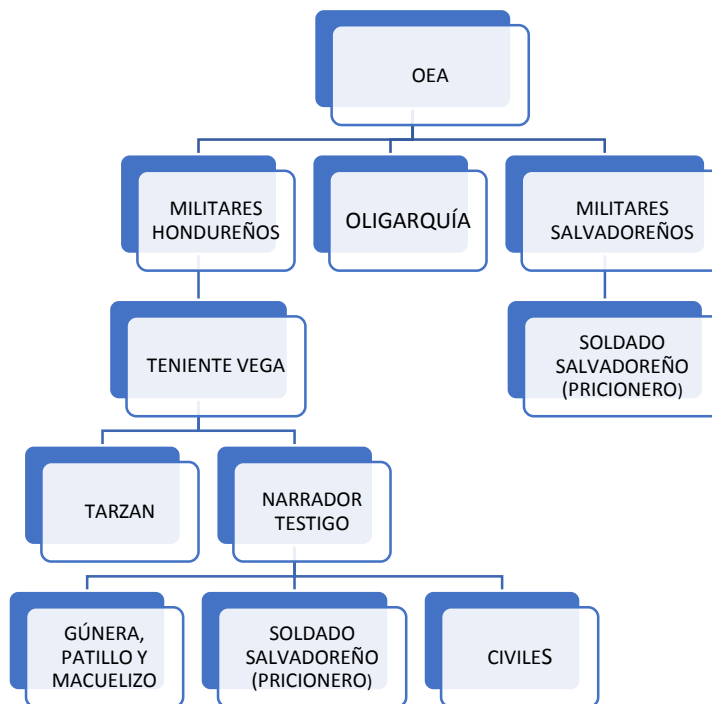 OEA
MILITARES
HONDUREÑOS
OLIGARQUÍA
MILITARES
SALVADOREÑOS
TENIENTE VEGA
SOLDADO
SALVADOREÑO
(PRICIONERO)
TARZAN
NARRADOR
TESTIGO
GÚNERA,
PATILLO Y
MACUELIZO
SOLDADO
SALVADOREÑO
(PRICIONERO)
CIVILES